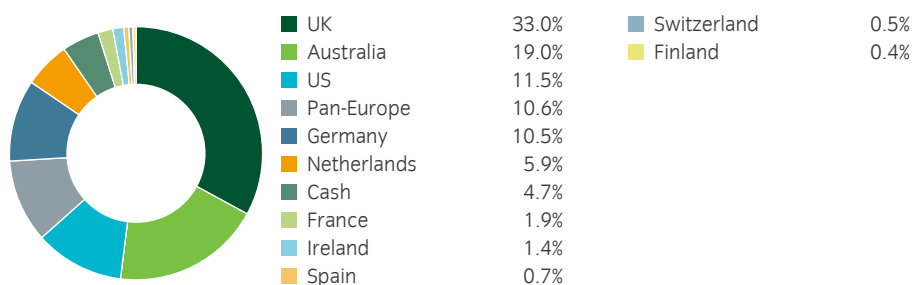 UK 33.0%
Australia 19.0%
US 11.5%
Pan-Europe 10.6%
Germany 10.5%
Netherlands 5.9%
Cash 4.7%
France 1.9%
Ireland 1.4%
Spain 0.7%
Switzerland 0.5%
Finland 0.4%